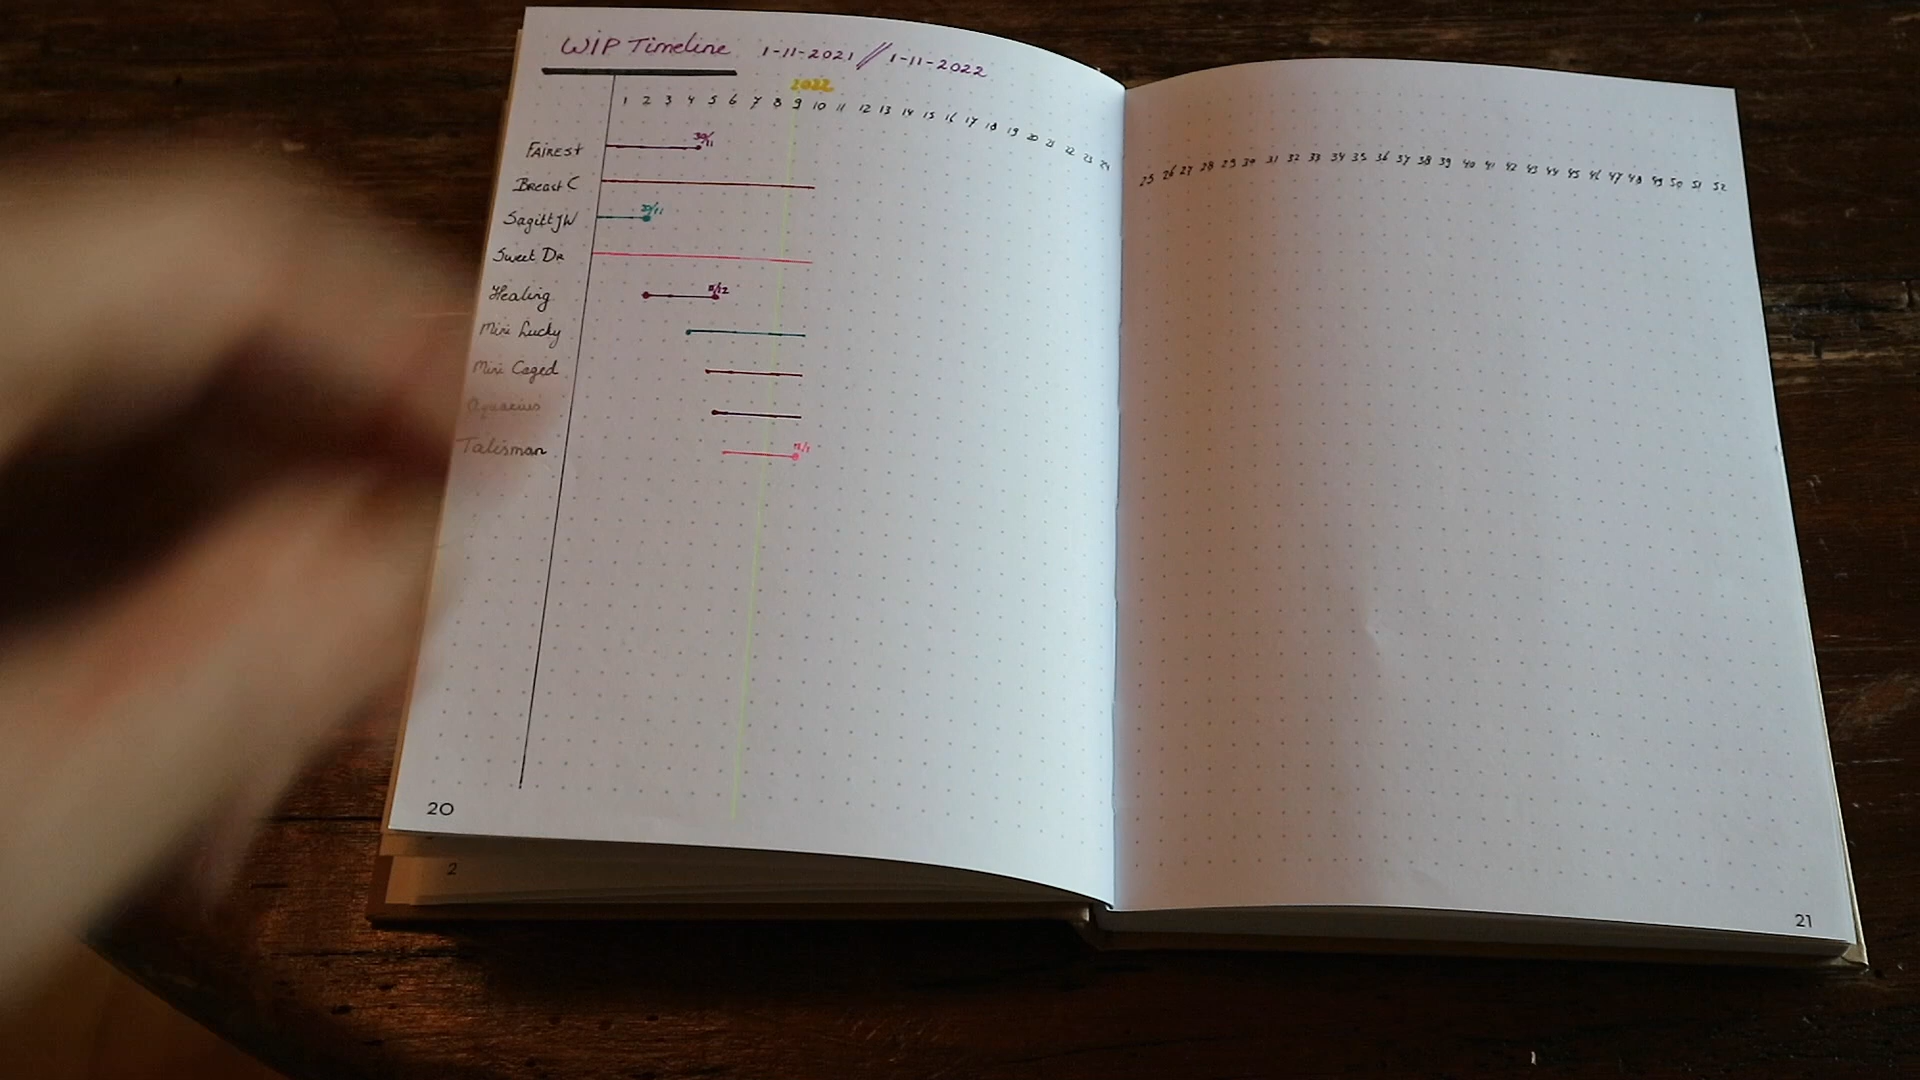 WIP Timeline 1-11-2021 // 1-11-2022
2022
1 2 3 4 5 6 7 8 9 10 11 12 13 14 15 16 17 18 19 20 21 22 23 24
25 26 27 28 29 30 31 32 33 34 35 36 37 38 39 40 41 42 43 44 45 46 47 48 49 50 51 52
Fairest 30/11
Breast C
Sagitt JW
Sweet Dr
Healing
Mini Lucky
Mini Caged
Aquarius
Talisman
20
2
21